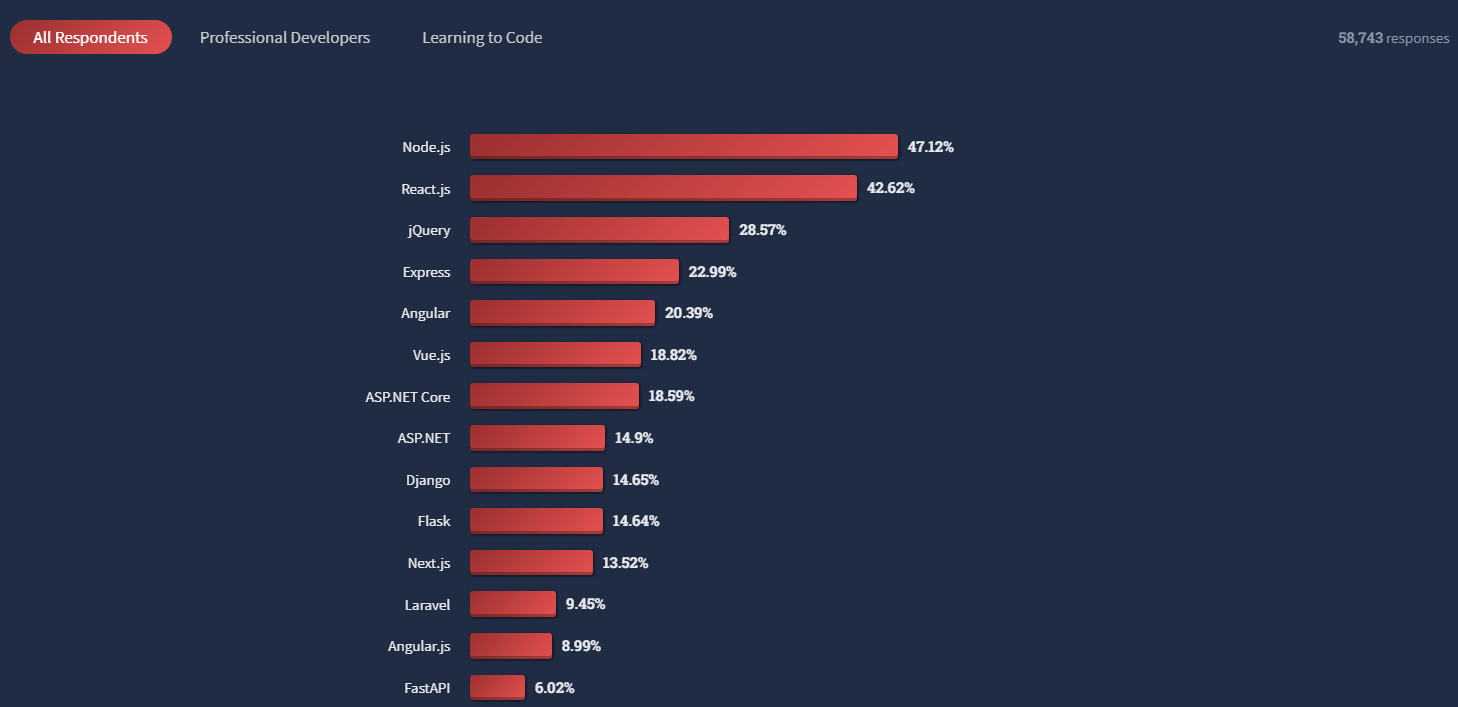 All Respondents Professional Developers Learning to Code 58,743 responses
Node.js 47.12%
React.js 42.62%
jQuery 28.57%
Express 22.99%
Angular 20.39%
Vue.js 18.82%
ASP.NET Core 18.59%
ASP.NET 14.9%
Django 14.65%
Flask 14.64%
Next.js 13.52%
Laravel 9.45%
Angular.js 8.99%
FastAPI 6.02%